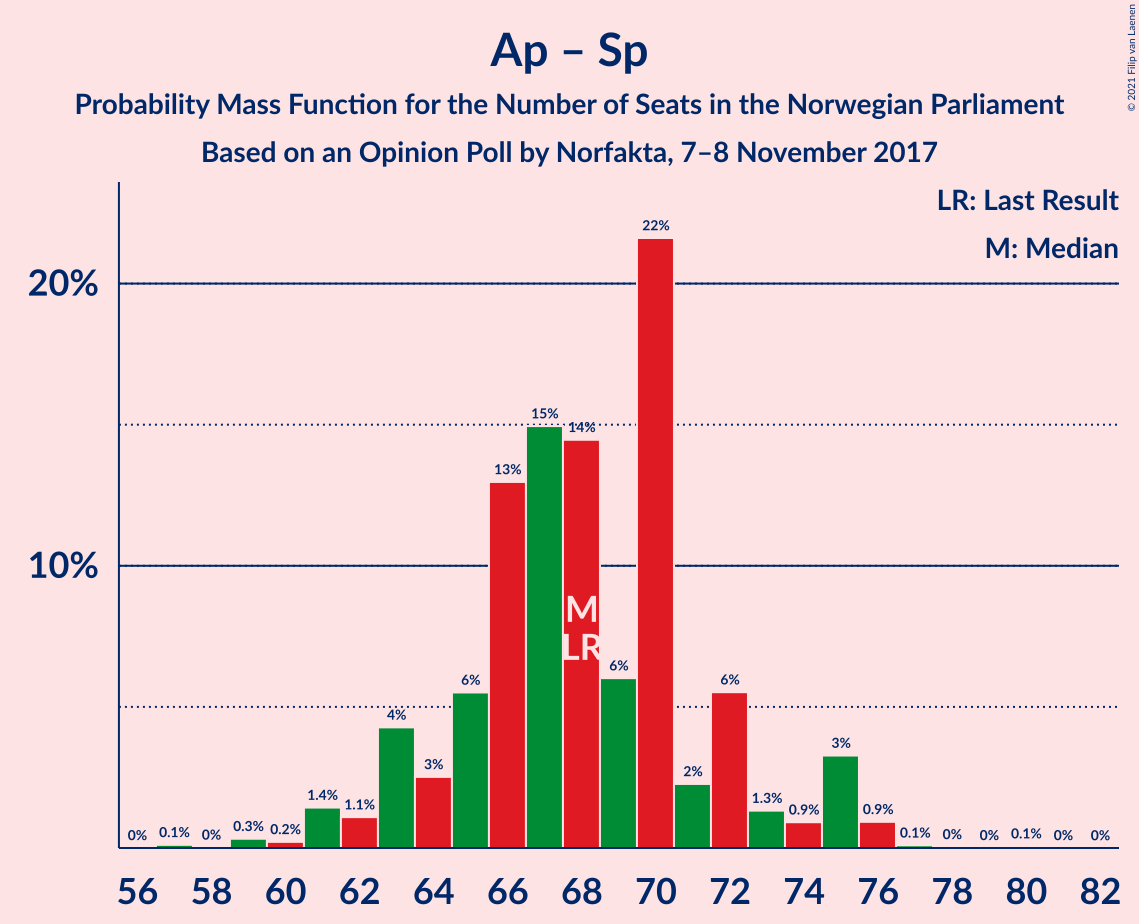 Ap – Sp
Probability Mass Function for the Number of Seats in the Norwegian Parliament
Based on an Opinion Poll by Norfakta, 7–8 November 2017
© 2021 Filip van Laenen
LR: Last Result
M: Median
20%
10%
0% 0.1% 0% 0.3% 0.2% 1.4% 1.1% 4% 3% 6% 13% 15% 14% 6% 22% 2% 6% 1.3% 0.9% 3% 0.9% 0.1% 0% 0% 0.1% 0% 0%
M
LR
56 58 60 62 64 66 68 70 72 74 76 78 80 82